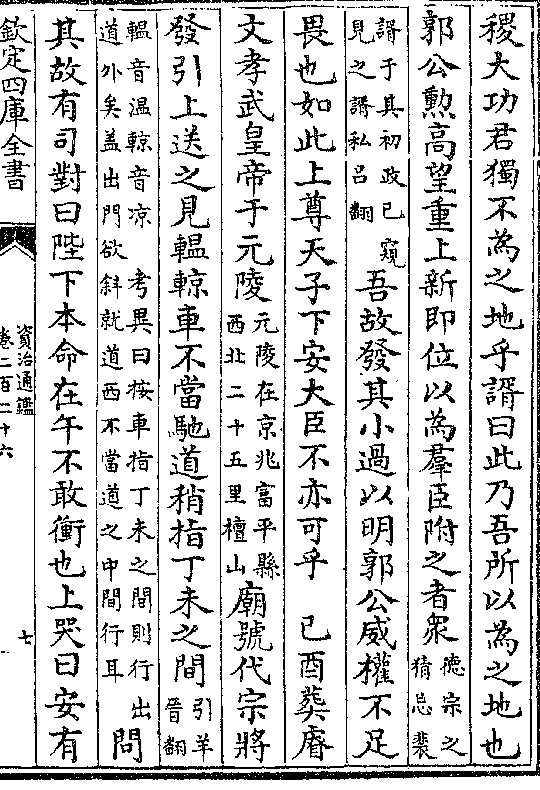 稷大功君獨不為之地乎諝曰此乃吾所以為之地也
郭公勲高望重上新即位以為羣臣附之者衆德宗之
猜忌裴
諝于其初政已窺
見之諝私吕翻
吾故發其小過以明郭公威權不足
畏也如此上尊天子下安大臣不亦可乎　己酉葬睿
文孝武皇帝于元陵
元陵在京兆富平縣
西北二十五里檀山
廟號代宗將
發引上送之見轀輬車不當馳道稍指丁未之間
引羊
晉翻
轀音温輬音凉　考異曰按車指丁未之間則行出
道外矣盖出門欲斜就道西不當道之中間行耳
問
其故有司對曰陛下本命在午不敢衝也上哭曰安有
欽定四庫全書
資治通鑑
卷二百二十六
七